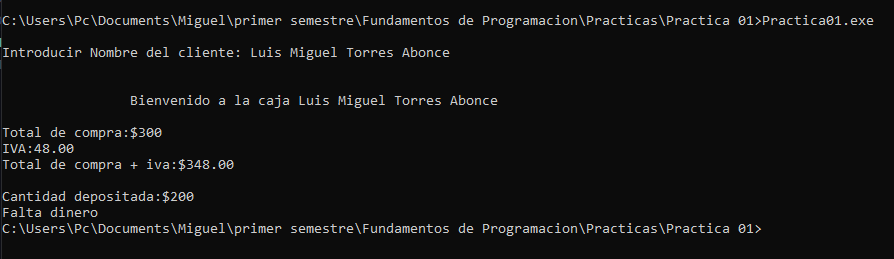 C:\Users\Pc\Documents\Miguel\primer semestre\Fundamentos de Programacion\Practicas\Practica 01>Practica01.exe
Introducir Nombre del cliente: Luis Miguel Torres Abonce
Bienvenido a la caja Luis Miguel Torres Abonce
Total de compra:$300
IVA:48.00
Total de compra + iva:$348.00
Cantidad depositada:$200
Falta dinero
C:\Users\Pc\Documents\Miguel\primer semestre\Fundamentos de Programacion\Practicas\Practica 01>